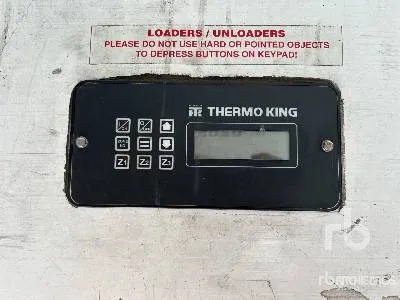 LOADERS / UNLOADERS
PLEASE DO NOT USE HARD OR POINTED OBJECTS
TO DEPRESS BUTTONS ON KEYPAD!
THERMO KING
Z1 Z2 Z3
rb